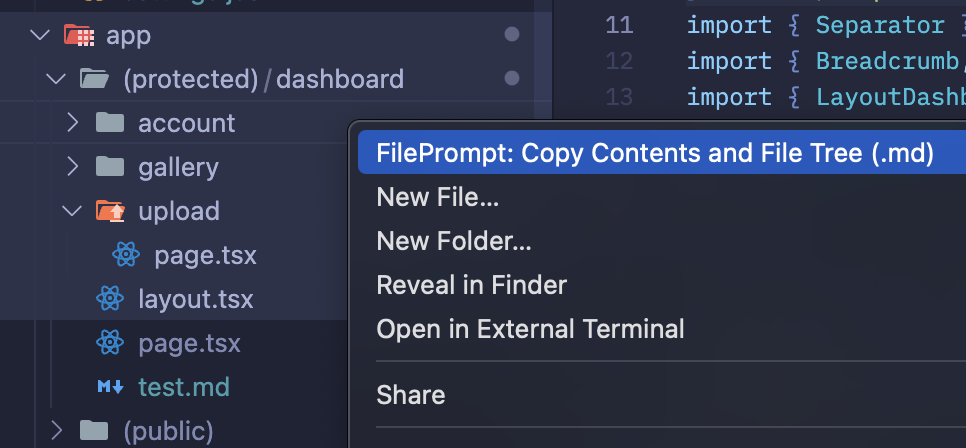 app
(protected)/dashboard
account
gallery
upload
page.tsx
layout.tsx
page.tsx
M↓ test.md
(public)
11 import { Separator }
12 import { Breadcrumb,
13 import { LayoutDashb
FilePrompt: Copy Contents and File Tree (.md)
New File...
New Folder...
Reveal in Finder
Open in External Terminal
Share